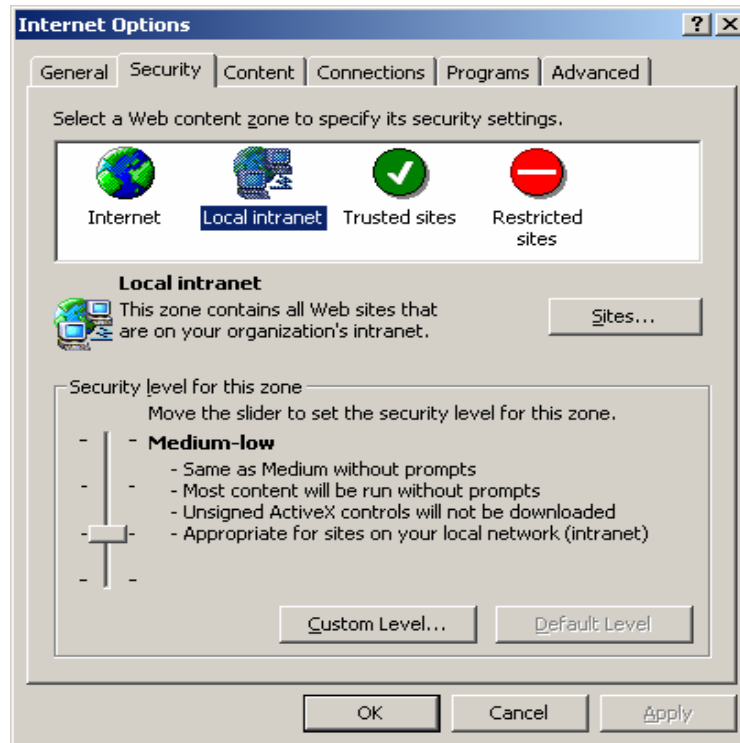 Internet Options
General Security Content Connections Programs Advanced
Select a Web content zone to specify its security settings.
Internet Local intranet Trusted sites Restricted
sites
Local intranet
This zone contains all Web sites that
are on your organization's intranet.
Sites...
Security level for this zone
Move the slider to set the security level for this zone.
Medium-low
- Same as Medium without prompts
- Most content will be run without prompts
- Unsigned ActiveX controls will not be downloaded
- Appropriate for sites on your local network (intranet)
Custom Level... Default Level
OK Cancel Apply